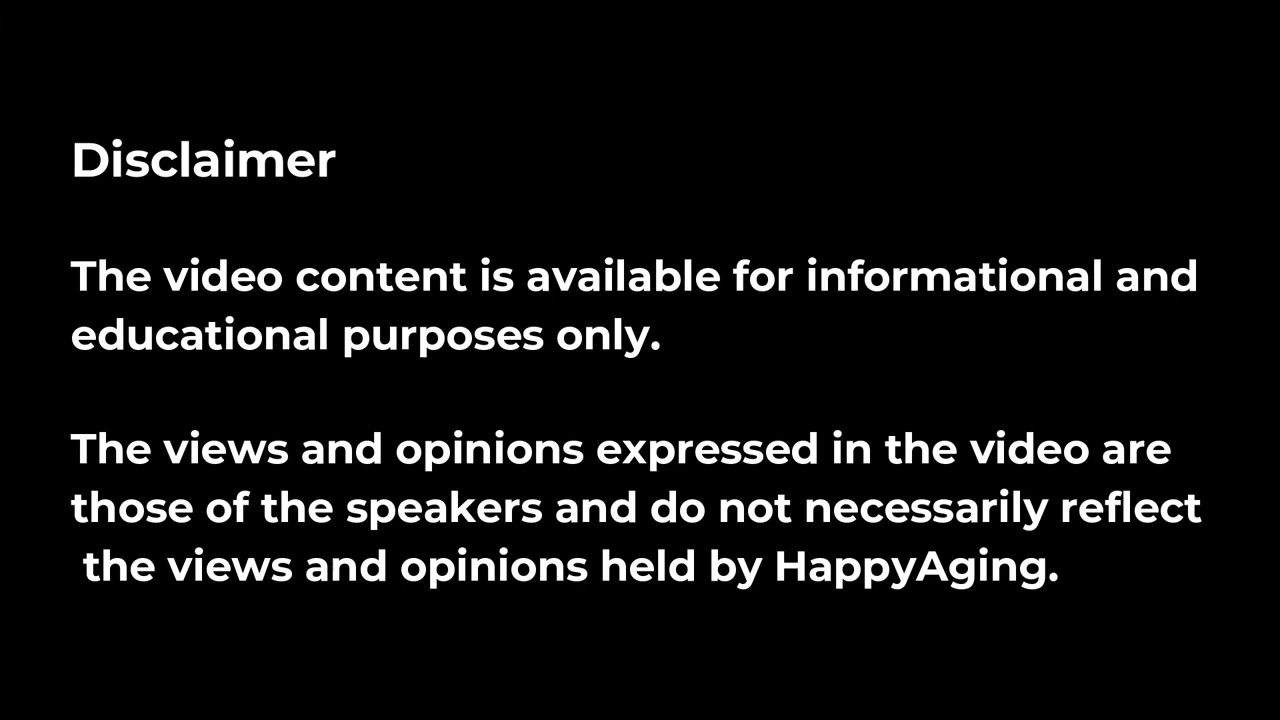 Disclaimer
The video content is available for informational and
educational purposes only.
The views and opinions expressed in the video are
those of the speakers and do not necessarily reflect
the views and opinions held by HappyAging.